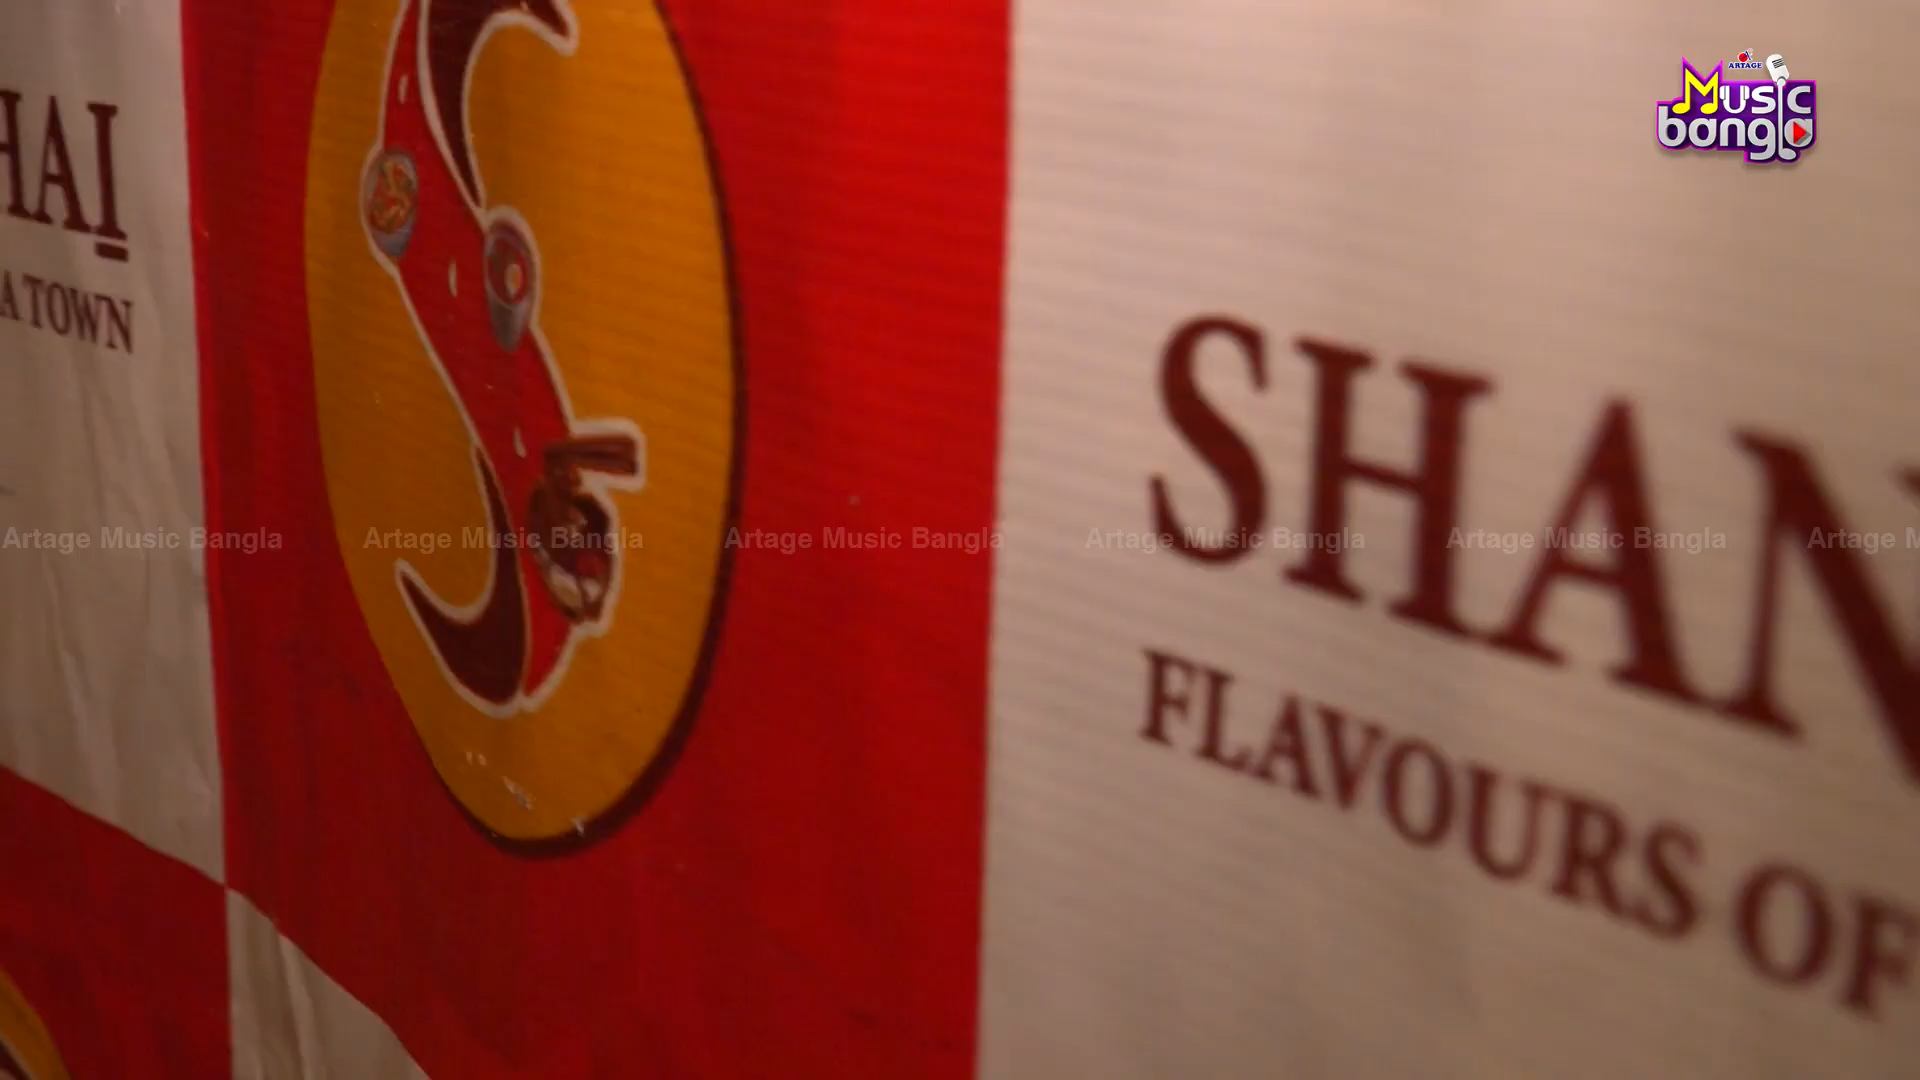 ARTAGE
Music
bangla
HAI
A TOWN
SHAN
FLAVOURS OF
Artage Music Bangla Artage Music Bangla Artage Music Bangla Artage Music Bangla Artage Music Bangla Artage M